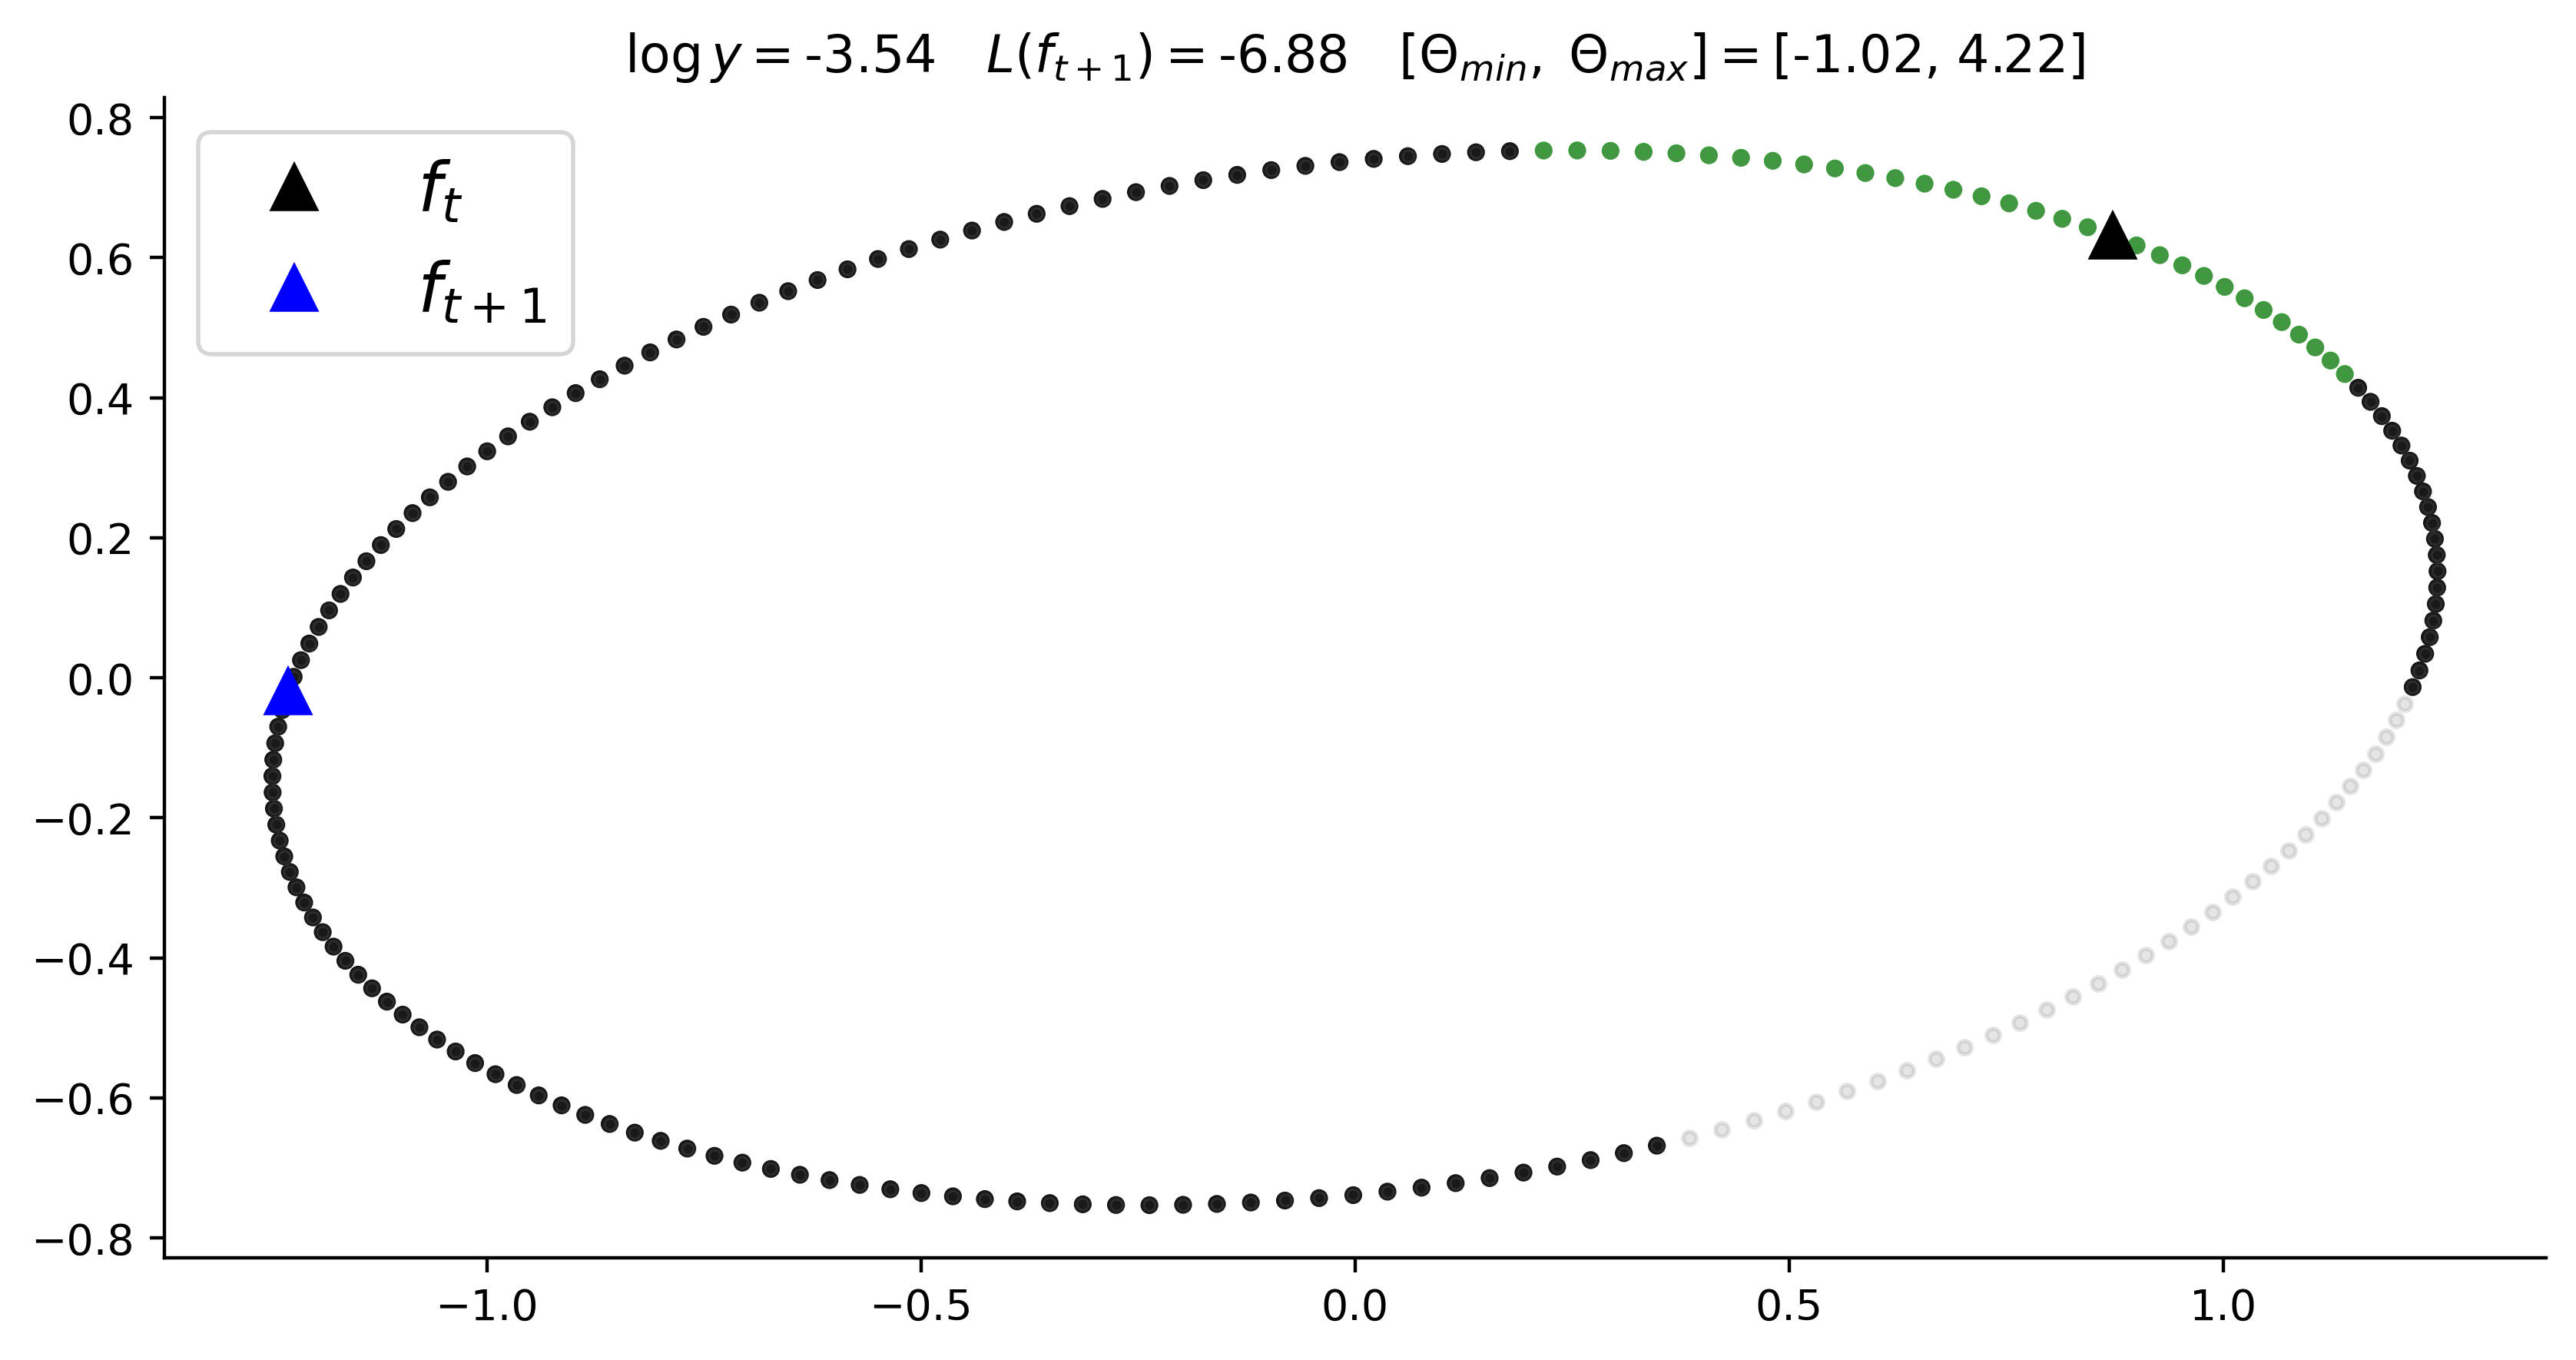 log y = -3.54 L(f_{t+1}) = -6.88 [Θ_{min}, Θ_{max}] = [-1.02, 4.22]
f_t
f_{t+1}
0.8
0.6
0.4
0.2
0.0
−0.2
−0.4
−0.6
−0.8
−1.0 −0.5 0.0 0.5 1.0